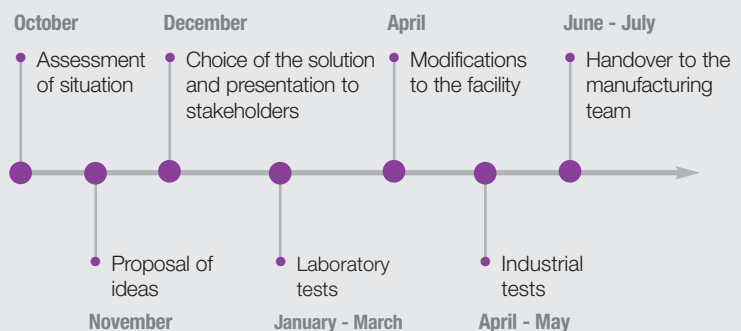 October
Assessment
of situation
December
Choice of the solution
and presentation to
stakeholders
April
Modifications
to the facility
June - July
Handover to the
manufacturing
team
Proposal of
ideas
November
Laboratory
tests
January - March
Industrial
tests
April - May